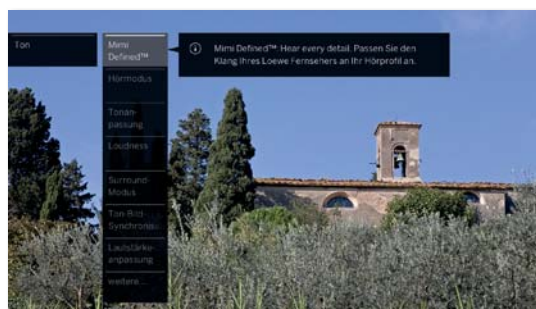 Ton
Mimi
Defined™
Mimi Defined™: Hear every detail. Passen Sie den
Klang Ihres Loewe Fernsehers an Ihr Hörprofil an.
Hörmodus
Tonan-
passung
Loudness
Surround-
Modus
Ton-Bild-
Synchronis...
Lautstärke-
anpassung
weitere...